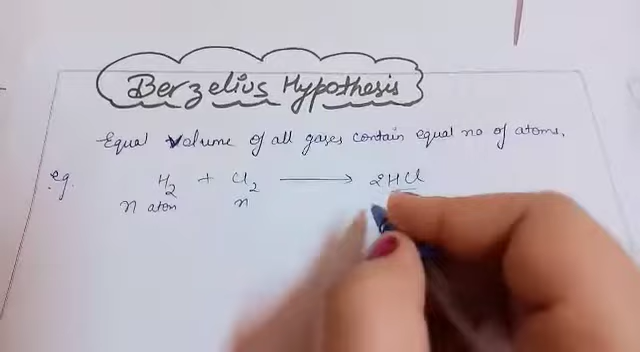 Berzelius Hypothesis
Equal Volume of all gases contain equal no of atoms.
eg. H2 + Cl2 ⟶ 2HCl
n atom n